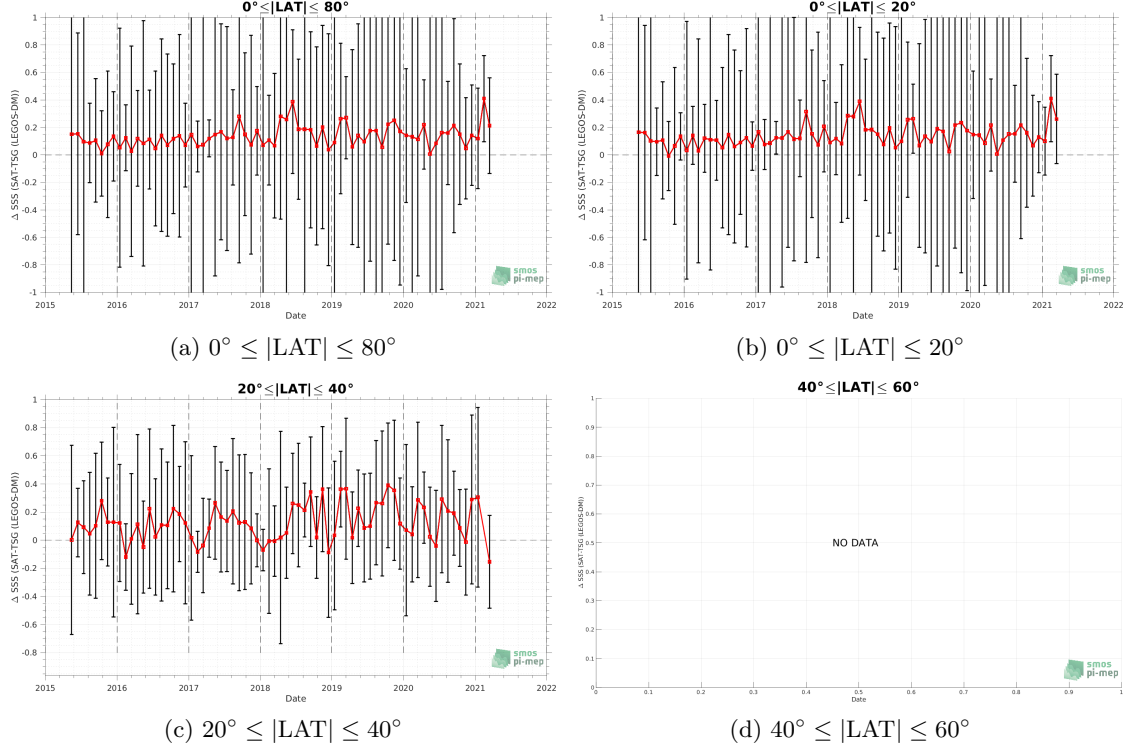 0°≤|LAT|≤ 80°
1
0.8
0.6
0.4
0.2
0
-0.2
-0.4
-0.6
-0.8
-1
Δ SSS (SAT-TSG (LEGOS-DM))
2015 2016 2017 2018 2019 2020 2021 2022
Date
smos
pi-mep
(a) 0° ≤ |LAT| ≤ 80°
0°≤|LAT|≤ 20°
1
0.8
0.6
0.4
0.2
0
-0.2
-0.4
-0.6
-0.8
-1
Δ SSS (SAT-TSG (LEGOS-DM))
2015 2016 2017 2018 2019 2020 2021 2022
Date
smos
pi-mep
(b) 0° ≤ |LAT| ≤ 20°
20°≤|LAT|≤ 40°
1
0.8
0.6
0.4
0.2
0
-0.2
-0.4
-0.6
-0.8
Δ SSS (SAT-TSG (LEGOS-DM))
2015 2016 2017 2018 2019 2020 2021 2022
Date
smos
pi-mep
(c) 20° ≤ |LAT| ≤ 40°
40°≤|LAT|≤ 60°
1
0.9
0.8
0.7
0.6
0.5
0.4
0.3
0.2
0.1
0
Δ SSS (SAT-TSG (LEGOS-DM))
NO DATA
0 0.1 0.2 0.3 0.4 0.5 0.6 0.7 0.8 0.9 1
Date
smos
pi-mep
(d) 40° ≤ |LAT| ≤ 60°